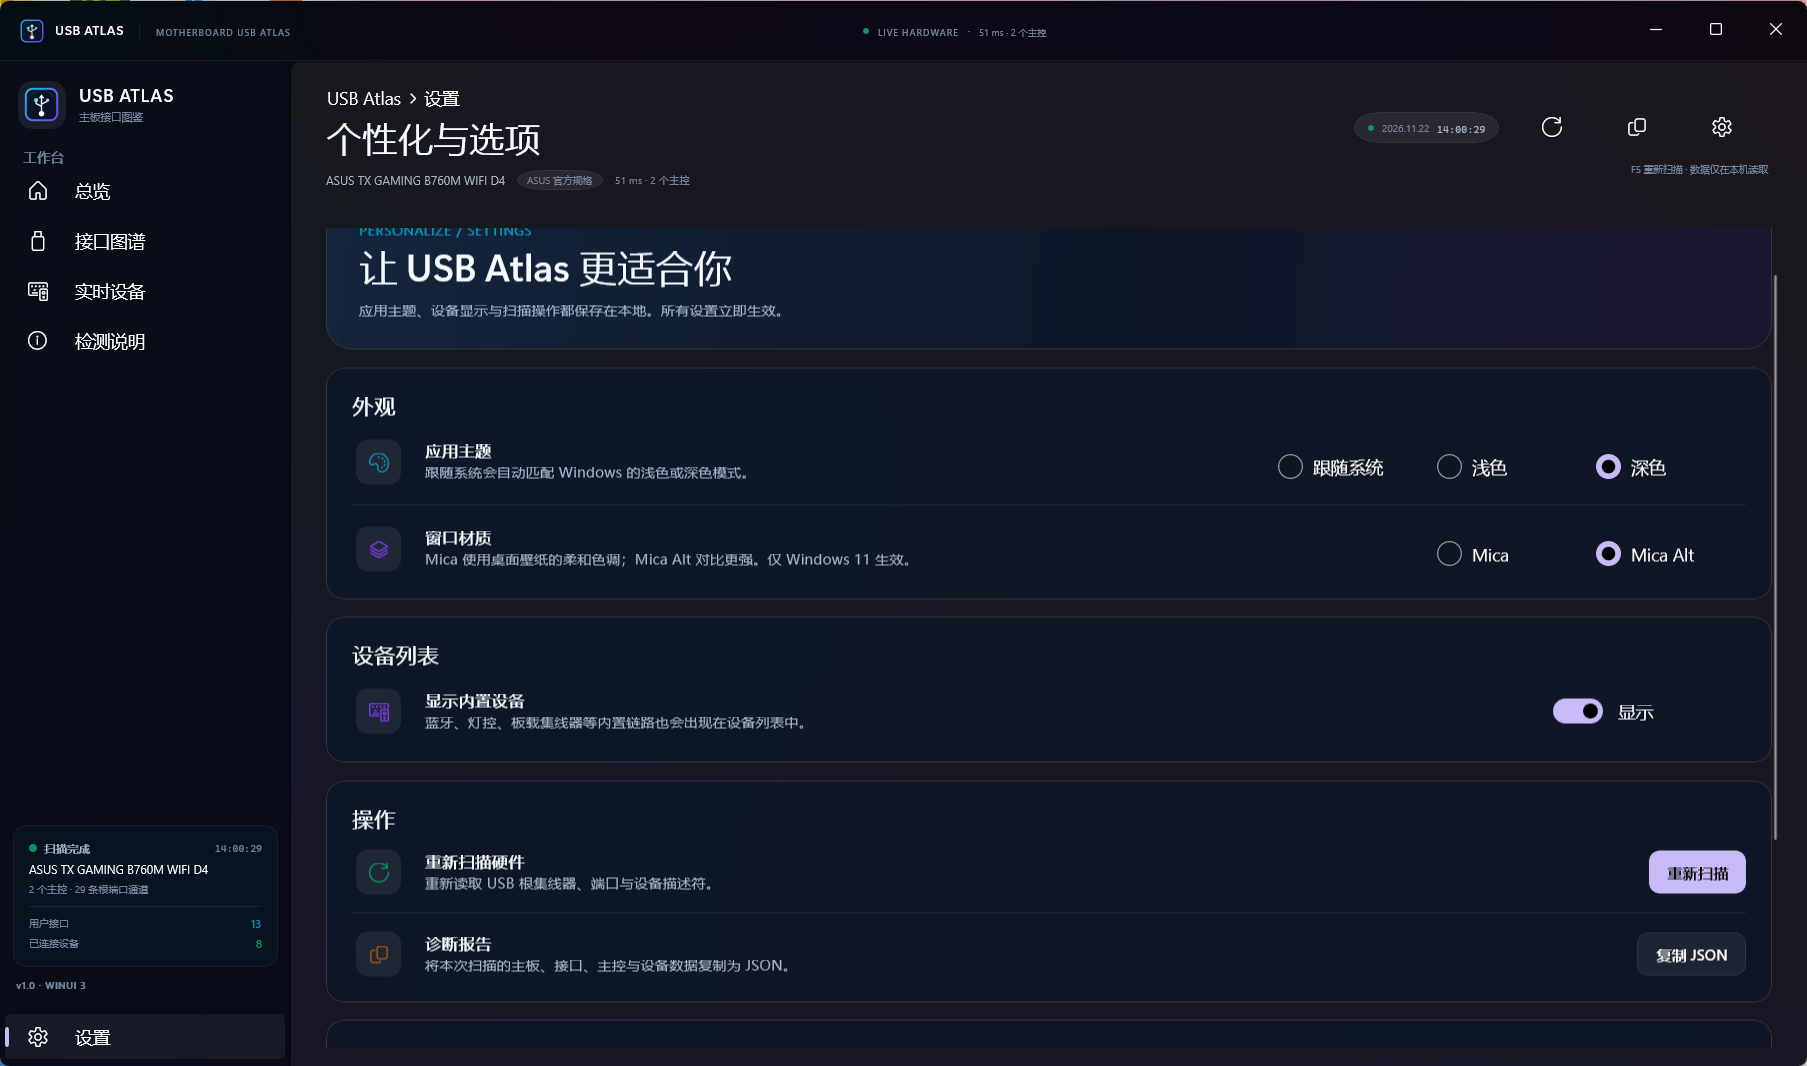 USB ATLAS
MOTHERBOARD USB ATLAS
LIVE HARDWARE · 51 ms · 2 个主控
USB ATLAS
主板接口图鉴
工作台
总览
接口图谱
实时设备
检测说明
扫描完成 14:00:29
ASUS TX GAMING B760M WIFI D4
2 个主控 · 29 条根端口通道
用户接口 13
已连接设备 8
v1.0 · WINUI 3
设置
USB Atlas > 设置
个性化与选项
ASUS TX GAMING B760M WIFI D4 ASUS 官方规格 51 ms · 2 个主控
2026.11.22 14:00:29
F5 重新扫描 · 数据仅在本机读取
PERSONALIZE / SETTINGS
让 USB Atlas 更适合你
应用主题、设备显示与扫描操作都保存在本地。所有设置立即生效。
外观
应用主题
跟随系统会自动匹配 Windows 的浅色或深色模式。
跟随系统 浅色 深色
窗口材质
Mica 使用桌面壁纸的柔和色调；Mica Alt 对比更强。仅 Windows 11 生效。
Mica Mica Alt
设备列表
显示内置设备
蓝牙、灯控、板载集线器等内置链路也会出现在设备列表中。
显示
操作
重新扫描硬件
重新读取 USB 根集线器、端口与设备描述符。
重新扫描
诊断报告
将本次扫描的主板、接口、主控与设备数据复制为 JSON。
复制 JSON